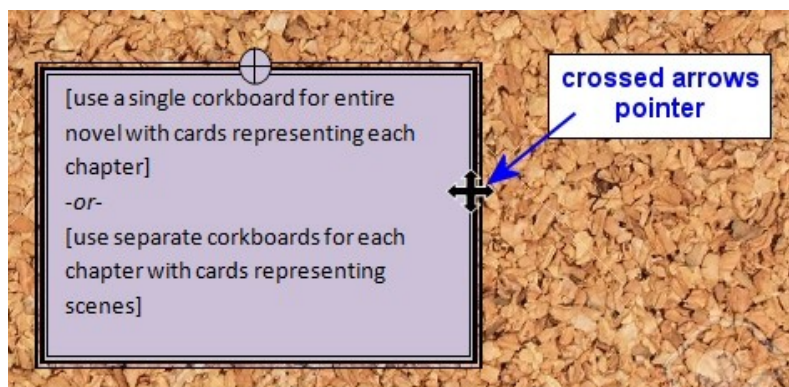 [use a single corkboard for entire
novel with cards representing each
chapter]
-or-
[use separate corkboards for each
chapter with cards representing
scenes]
crossed arrows
pointer